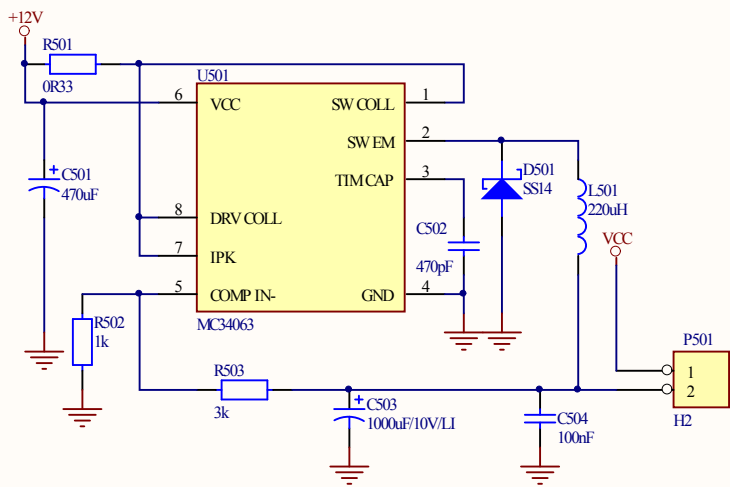 +12V
R501
0R33
U501
6 VCC SW COLL 1
SW EM 2
TIM CAP 3
C501
470uF
D501
SS14
L501
220uH
8 DRV COLL
C502
470pF
VCC
7 IPK
5 COMP IN- GND 4
MC34063
R502
1k
P501
R503
3k
1
2
C503
1000uF/10V/LI
C504
100nF
H2